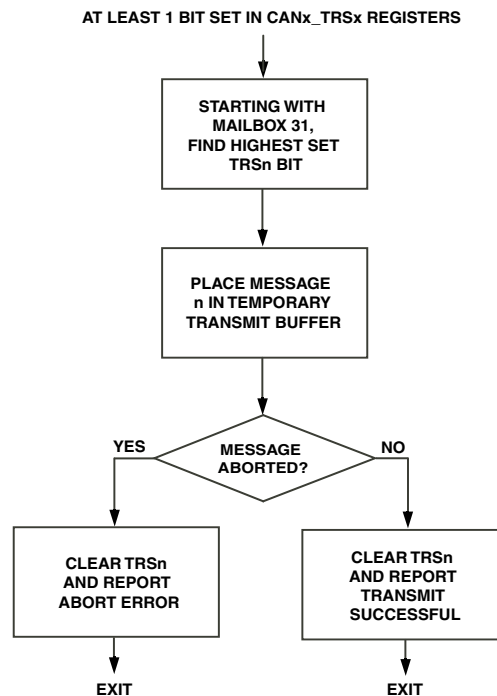 AT LEAST 1 BIT SET IN CANx_TRSx REGISTERS
STARTING WITH
MAILBOX 31,
FIND HIGHEST SET
TRSn BIT
PLACE MESSAGE
n IN TEMPORARY
TRANSMIT BUFFER
MESSAGE
ABORTED?
YES
NO
CLEAR TRSn
AND REPORT
ABORT ERROR
CLEAR TRSn
AND REPORT
TRANSMIT
SUCCESSFUL
EXIT
EXIT